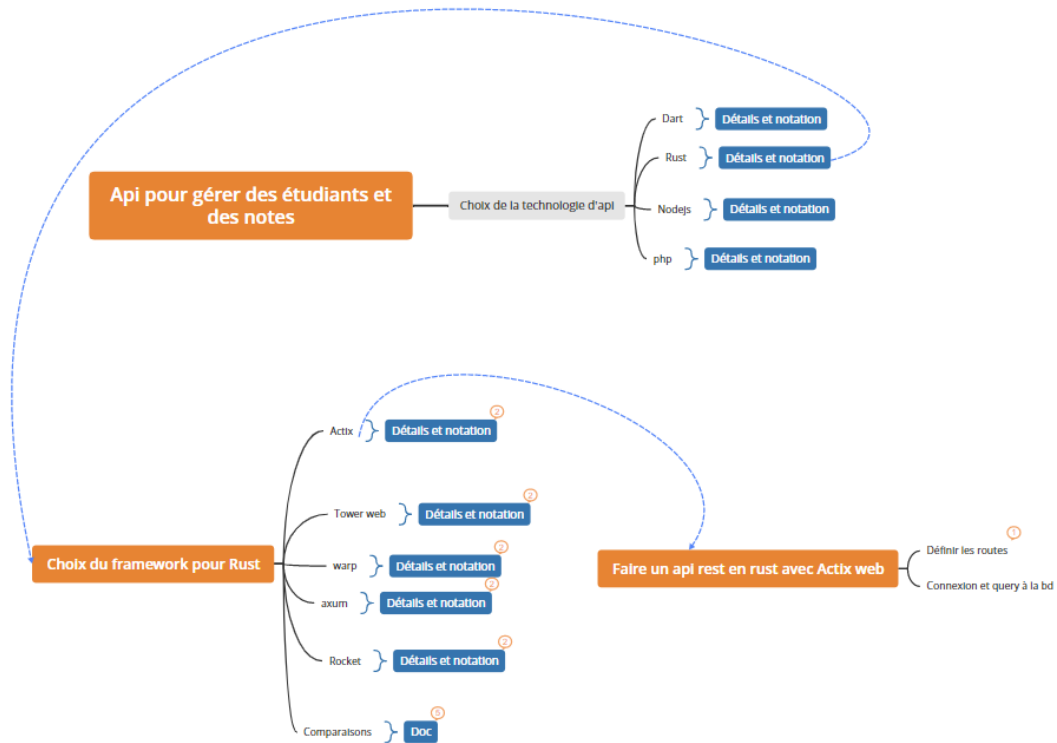 Dart
Détails et notation
Rust
Détails et notation
Api pour gérer des étudiants et
des notes
Choix de la technologie d'api
Nodejs
Détails et notation
php
Détails et notation
2
Actix
Détails et notation
2
Tower web
Détails et notation
Choix du framework pour Rust
2
warp
Détails et notation
2
axum
Détails et notation
2
Rocket
Détails et notation
5
Comparaisons
Doc
Faire un api rest en rust avec Actix web
1
Définir les routes
Connexion et query à la bd